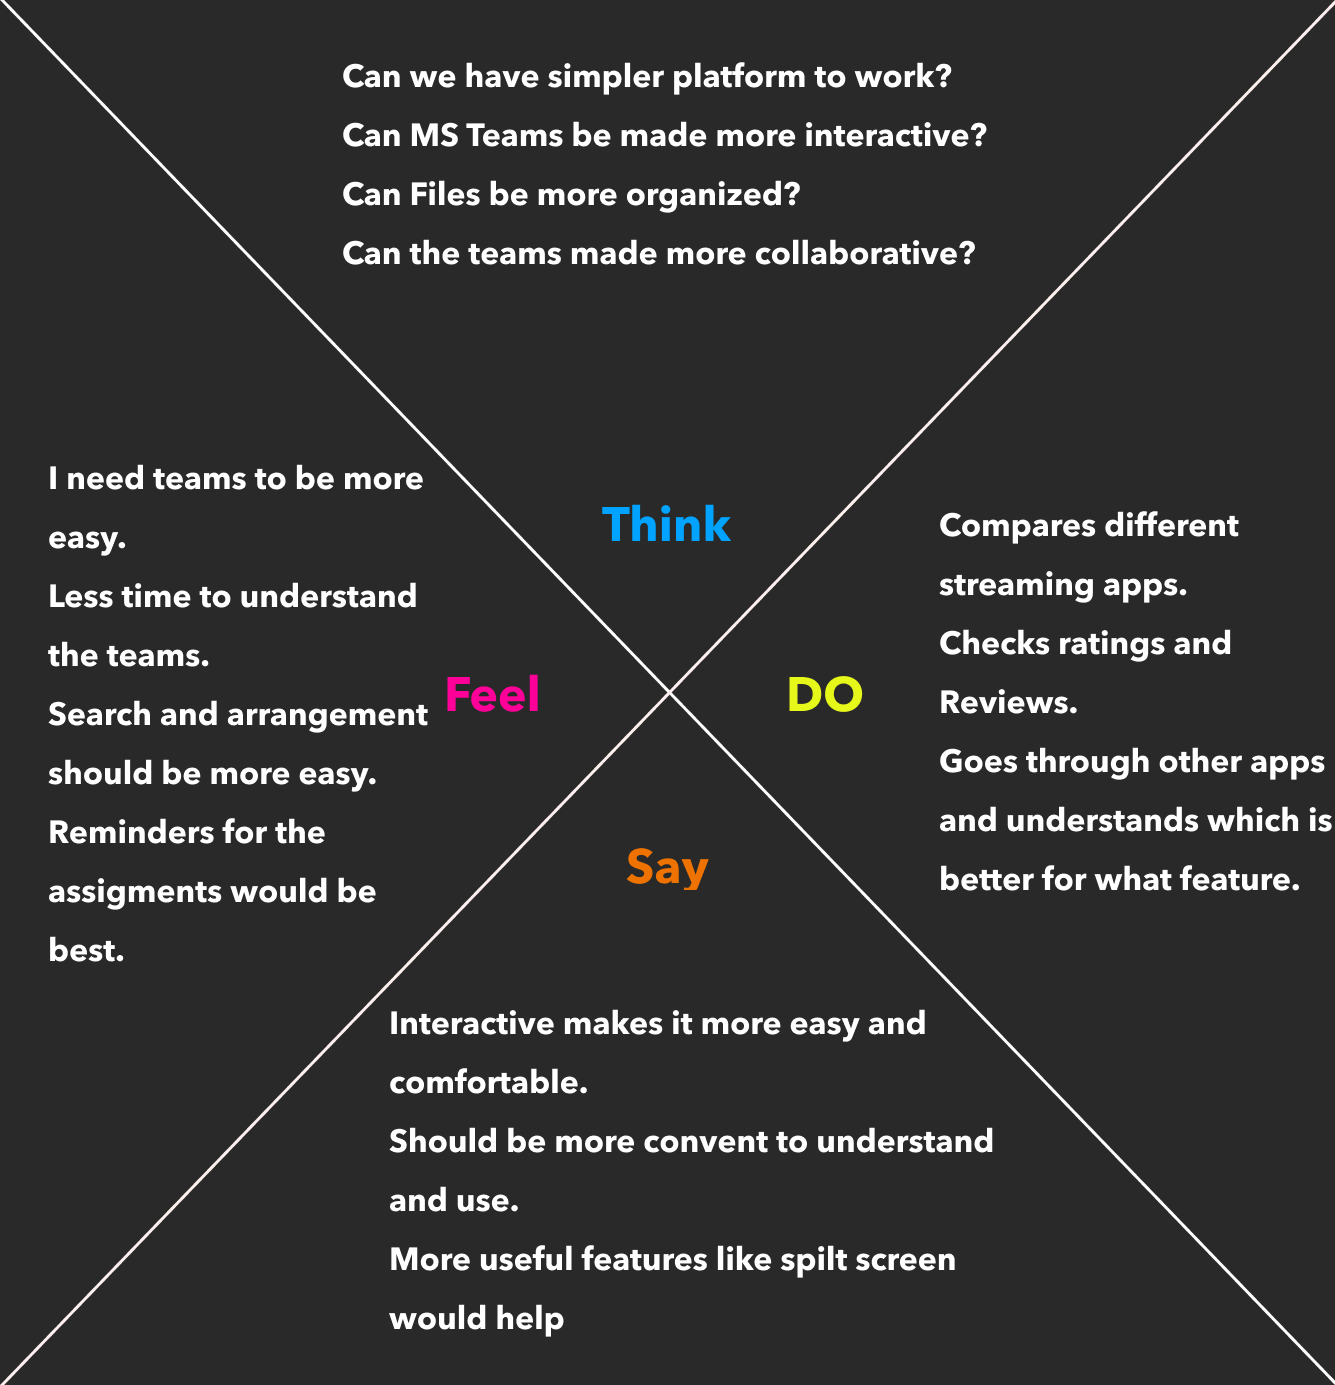 Can we have simpler platform to work?
Can MS Teams be made more interactive?
Can Files be more organized?
Can the teams made more collaborative?
Think
I need teams to be more
easy.
Less time to understand
the teams.
Search and arrangement
should be more easy.
Reminders for the
assigments would be
best.
Feel
DO
Compares different
streaming apps.
Checks ratings and
Reviews.
Goes through other apps
and understands which is
better for what feature.
Say
Interactive makes it more easy and
comfortable.
Should be more convent to understand
and use.
More useful features like spilt screen
would help